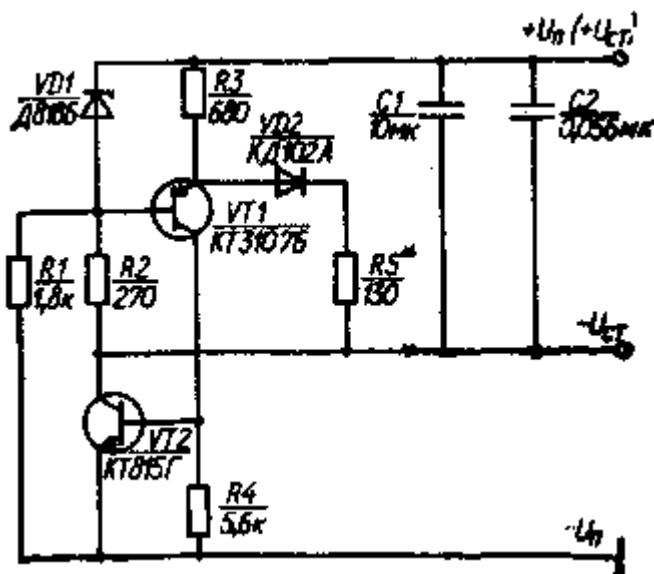 +Uп (+Uст)
VD1
Д818Б
R3
680
VD2
КД102А
C1
10мк
C2
0,056мк
VT1
КТ3107Б
R1
1,8к
R2
270
R5*
130
-Uст
VT2
КТ815Г
R4
5,6к
-Uп